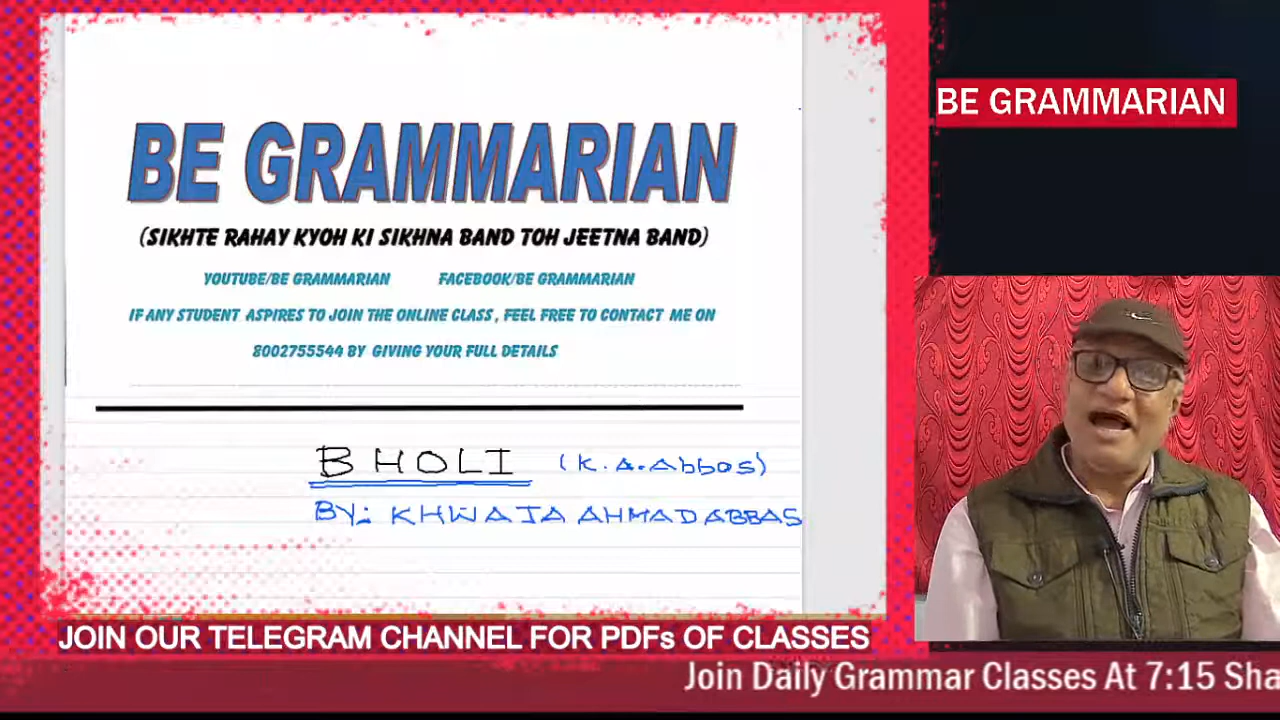 BE GRAMMARIAN
(SIKHTE RAHAY KYOH KI SIKHNA BAND TOH JEETNA BAND)
YOUTUBE/BE GRAMMARIAN FACEBOOK/BE GRAMMARIAN
IF ANY STUDENT ASPIRES TO JOIN THE ONLINE CLASS, FEEL FREE TO CONTACT ME ON
8002755544 BY GIVING YOUR FULL DETAILS
BHOLI (K.A.Abbas)
BY: KHWAJA AHMAD ABBAS
BE GRAMMARIAN
JOIN OUR TELEGRAM CHANNEL FOR PDFs OF CLASSES
Join Daily Grammar Classes At 7:15 Sha